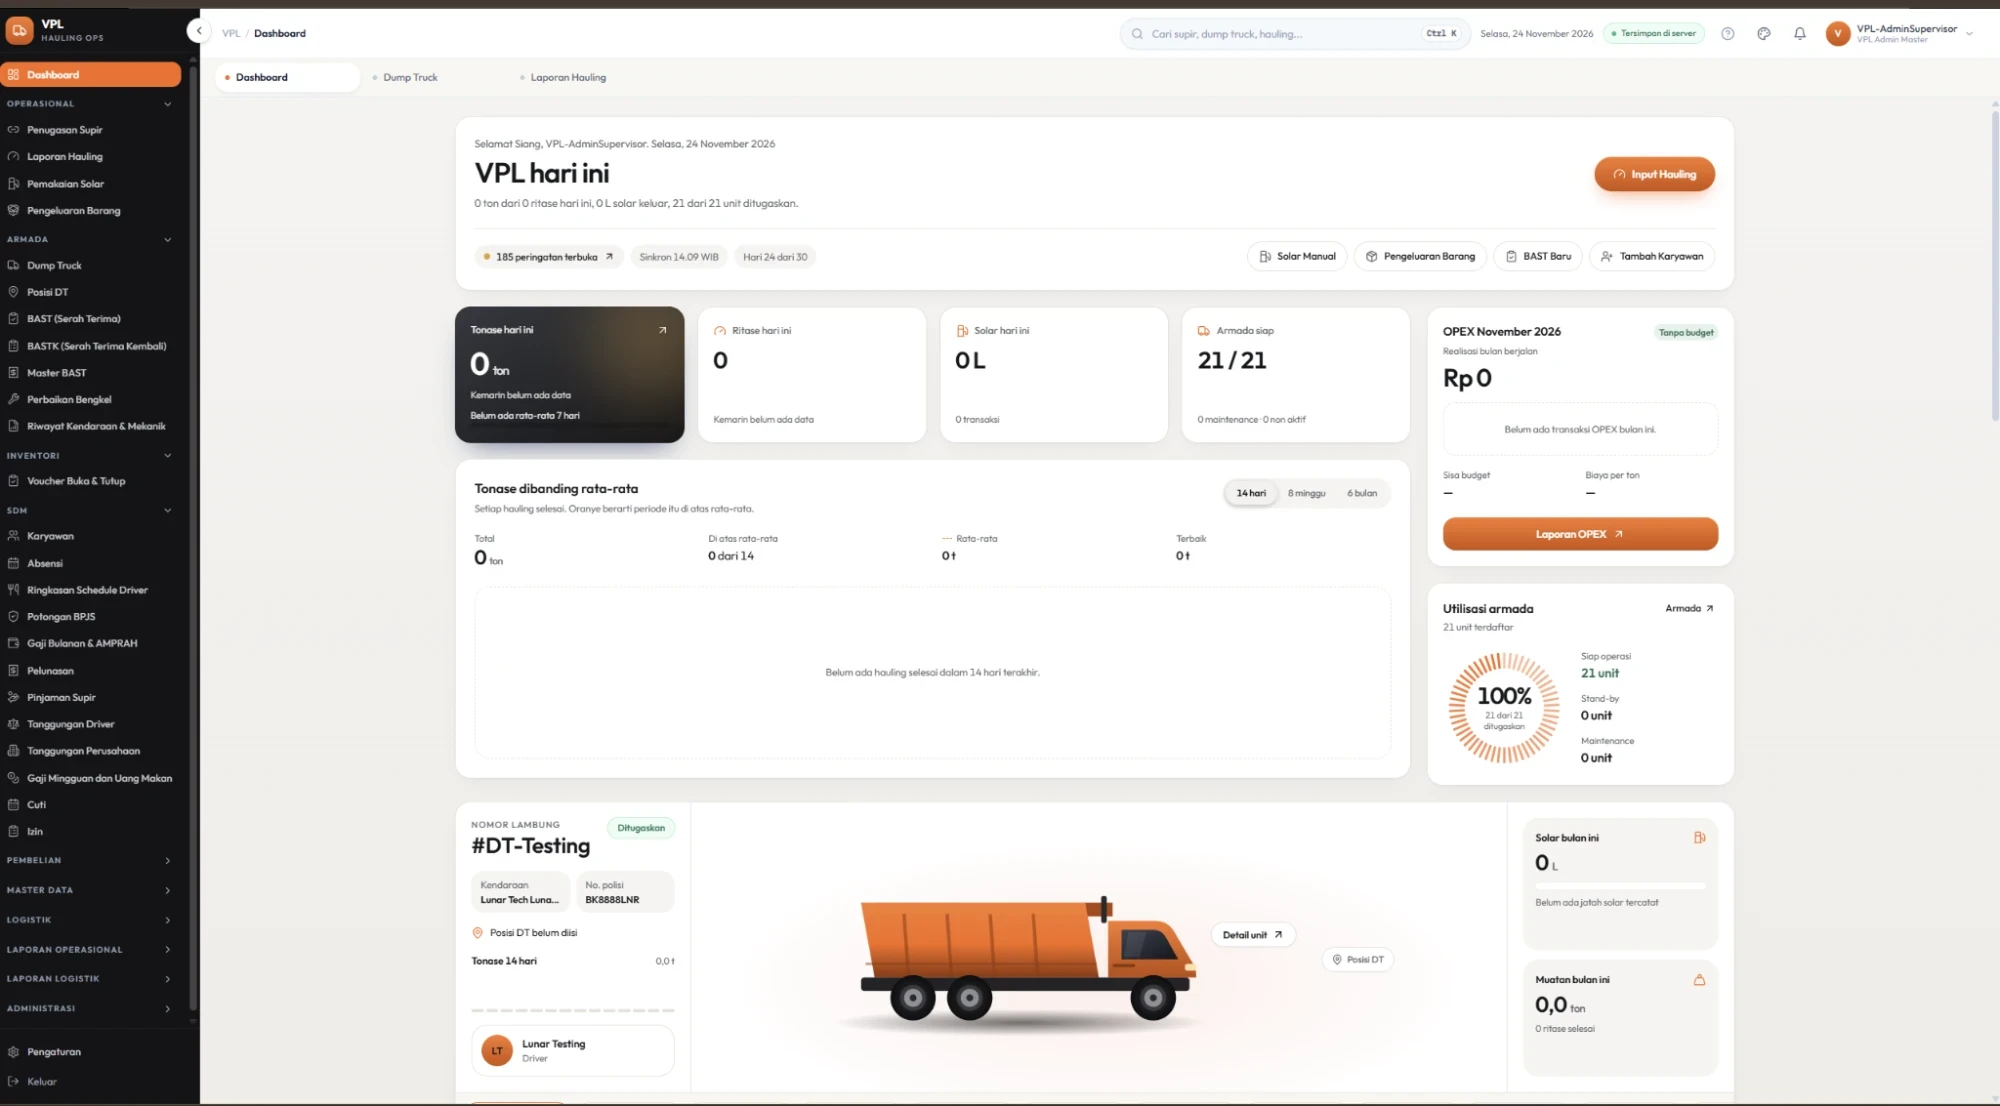 VPL
HAULING OPS
Dashboard
OPERASIONAL
Penugasan Supir
Laporan Hauling
Pemakaian Solar
Pengeluaran Barang
ARMADA
Dump Truck
Posisi DT
BAST (Serah Terima)
BASTK (Serah Terima Kembali)
Master BAST
Perbaikan Bengkel
Riwayat Kendaraan & Mekanik
INVENTORI
Voucher Buka & Tutup
SDM
Karyawan
Absensi
Ringkasan Schedule Driver
Potongan BPJS
Gaji Bulanan & AMPRAH
Pelunasan
Pinjaman Supir
Tanggungan Driver
Tanggungan Perusahaan
Gaji Mingguan dan Uang Makan
Cuti
Izin
PEMBELIAN
MASTER DATA
LOGISTIK
LAPORAN OPERASIONAL
LAPORAN LOGISTIK
ADMINISTRASI
Pengaturan
Keluar
VPL / Dashboard
Cari supir, dump truck, hauling...
Ctrl K
Selasa, 24 November 2026
Tersimpan di server
V
VPL-AdminSupervisor
VPL Admin Master
Dashboard
Dump Truck
Laporan Hauling
Selamat Siang, VPL-AdminSupervisor. Selasa, 24 November 2026
VPL hari ini
0 ton dari 0 ritase hari ini, 0 L solar keluar, 21 dari 21 unit ditugaskan.
Input Hauling
185 peringatan terbuka
Sinkron 14.09 WIB
Hari 24 dari 30
Solar Manual
Pengeluaran Barang
BAST Baru
Tambah Karyawan
Tonase hari ini
0 ton
Kemarin belum ada data
Belum ada rata-rata 7 hari
Ritase hari ini
0
Kemarin belum ada data
Solar hari ini
0 L
0 transaksi
Armada siap
21 / 21
0 maintenance · 0 non aktif
OPEX November 2026
Tanpa budget
Realisasi bulan berjalan
Rp 0
Belum ada transaksi OPEX bulan ini.
Sisa budget
–
Biaya per ton
–
Laporan OPEX
Tonase dibanding rata-rata
Setiap hauling selesai. Oranye berarti periode itu di atas rata-rata.
14 hari
8 minggu
6 bulan
Total
0 ton
Di atas rata-rata
0 dari 14
Rata-rata
0 t
Terbaik
0 t
Belum ada hauling selesai dalam 14 hari terakhir.
Utilisasi armada
Armada
21 unit terdaftar
100%
21 dari 21
ditugaskan
Siap operasi
21 unit
Stand-by
0 unit
Maintenance
0 unit
NOMOR LAMBUNG
#DT-Testing
Ditugaskan
Kendaraan
Lunar Tech Luna...
No. polisi
BK8888LNR
Posisi DT belum diisi
Tonase 14 hari
0,0 t
LT
Lunar Testing
Driver
Detail unit
Posisi DT
Solar bulan ini
0 L
Belum ada jatah solar tercatat
Muatan bulan ini
0,0 ton
0 ritase selesai